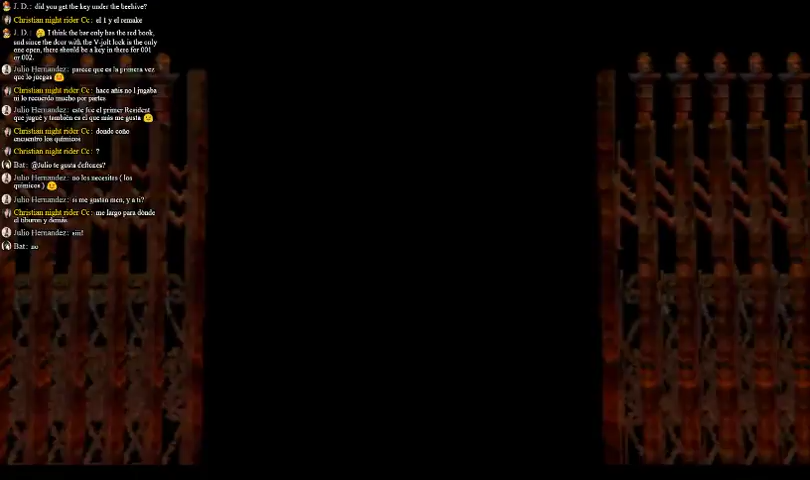 J. D.: did you get the key under the beehive?
Christian night rider Cc: el 1 y el remake
J. D.: 🤔 I think the bar only has the red book,
and since the door with the V-jolt lock is the only
one open, there should be a key in there for 001
or 002.
Julio Hernandez: parece que es la primera vez
que lo juegas 😊
Christian night rider Cc: hace años no l jugaba
ni lo recuerdo mucho por partes
Julio Hernandez: este fue el primer Resident
que jugué y también es el que más me gusta 😉
Christian night rider Cc: donde coño
encuentro los químicos
Christian night rider Cc: ?
Bat: @Julio te gusta deftones?
Julio Hernandez: no los necesitas ( los
químicos ) 😊
Julio Hernandez: si me gustan men, y a ti?
Christian night rider Cc: me largo para donde
el tiburon y demás
Julio Hernandez: siii!
Bat: no